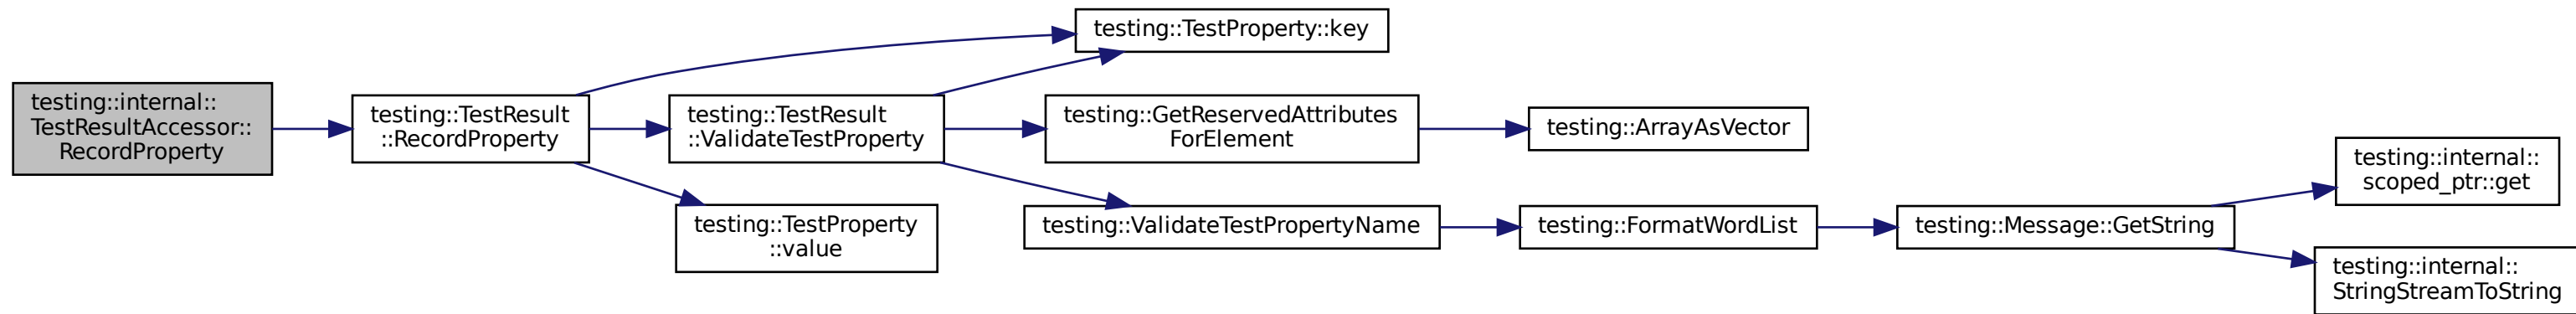 testing::internal::
TestResultAccessor::
RecordProperty
testing::TestResult
::RecordProperty
testing::TestProperty::key
testing::TestResult
::ValidateTestProperty
testing::TestProperty
::value
testing::GetReservedAttributes
ForElement
testing::ValidateTestPropertyName
testing::ArrayAsVector
testing::FormatWordList
testing::Message::GetString
testing::internal::
scoped_ptr::get
testing::internal::
StringStreamToString